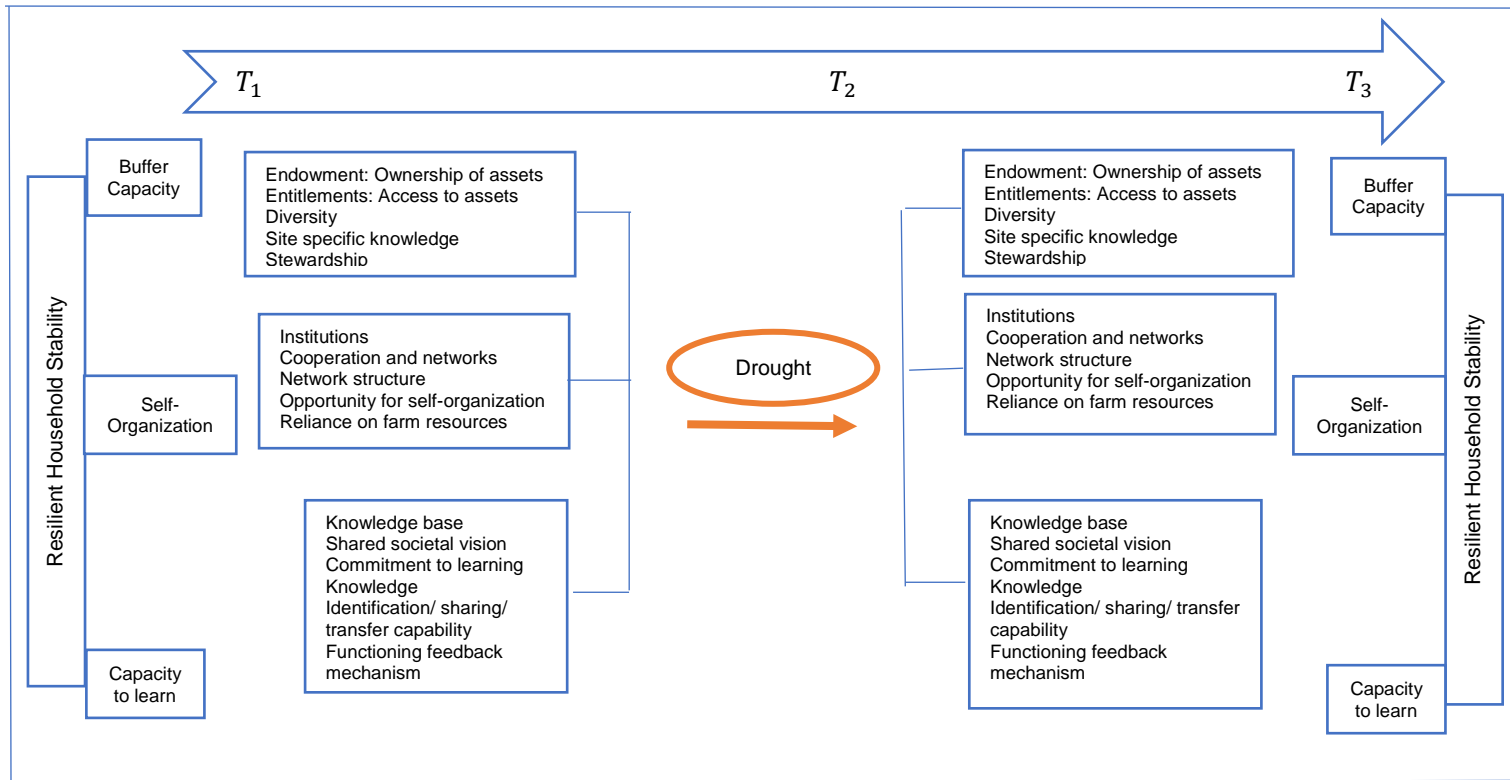 T₁
T₂
T₃
Resilient Household Stability
Buffer
Capacity
Self-
Organization
Capacity
to learn
Endowment: Ownership of assets
Entitlements: Access to assets
Diversity
Site specific knowledge
Stewardship
Institutions
Cooperation and networks
Network structure
Opportunity for self-organization
Reliance on farm resources
Knowledge base
Shared societal vision
Commitment to learning
Knowledge
Identification/ sharing/
transfer capability
Functioning feedback
mechanism
Drought
Endowment: Ownership of assets
Entitlements: Access to assets
Diversity
Site specific knowledge
Stewardship
Institutions
Cooperation and networks
Network structure
Opportunity for self-organization
Reliance on farm resources
Knowledge base
Shared societal vision
Commitment to learning
Knowledge
Identification/ sharing/ transfer
capability
Functioning feedback
mechanism
Buffer
Capacity
Self-
Organization
Capacity
to learn
Resilient Household Stability